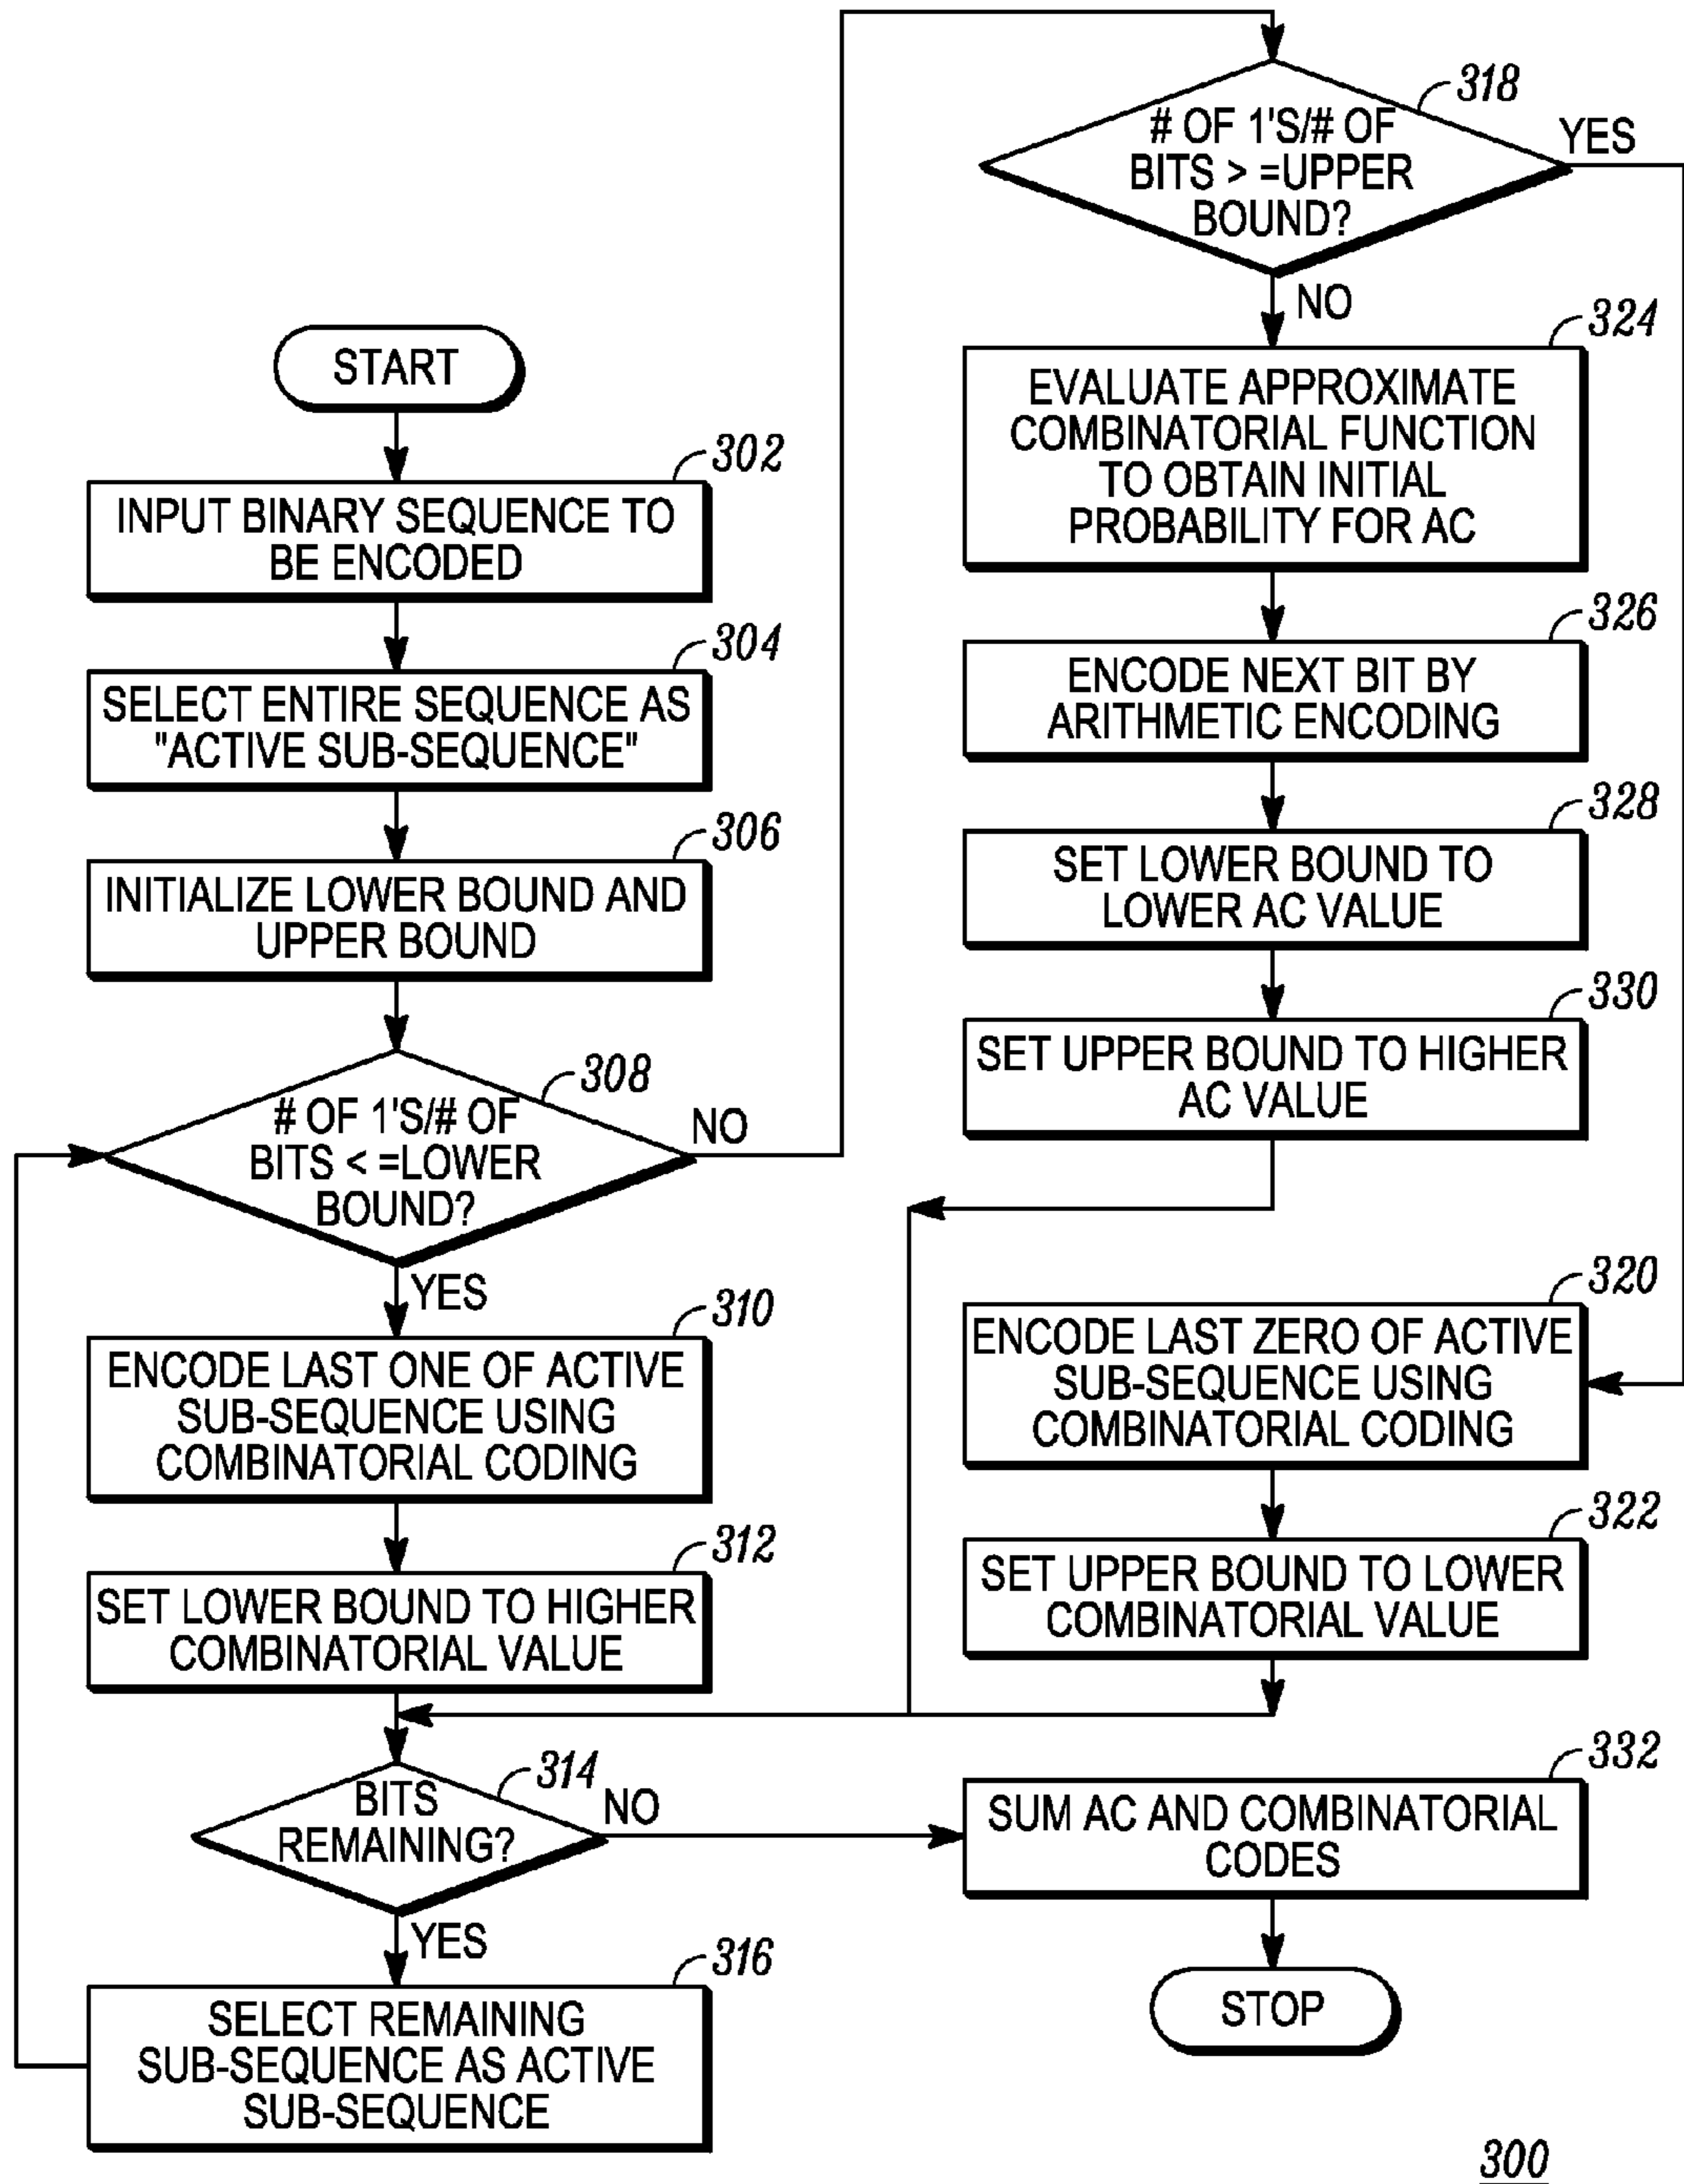 START
302
INPUT BINARY SEQUENCE TO
BE ENCODED
304
SELECT ENTIRE SEQUENCE AS
"ACTIVE SUB-SEQUENCE"
306
INITIALIZE LOWER BOUND AND
UPPER BOUND
308
# OF 1'S/# OF
BITS < =LOWER
BOUND?
NO
YES
310
ENCODE LAST ONE OF ACTIVE
SUB-SEQUENCE USING
COMBINATORIAL CODING
312
SET LOWER BOUND TO HIGHER
COMBINATORIAL VALUE
314
BITS
REMAINING?
NO
YES
316
SELECT REMAINING
SUB-SEQUENCE AS ACTIVE
SUB-SEQUENCE
318
# OF 1'S/# OF
BITS > =UPPER
BOUND?
YES
NO
324
EVALUATE APPROXIMATE
COMBINATORIAL FUNCTION
TO OBTAIN INITIAL
PROBABILITY FOR AC
326
ENCODE NEXT BIT BY
ARITHMETIC ENCODING
328
SET LOWER BOUND TO
LOWER AC VALUE
330
SET UPPER BOUND TO HIGHER
AC VALUE
320
ENCODE LAST ZERO OF ACTIVE
SUB-SEQUENCE USING
COMBINATORIAL CODING
322
SET UPPER BOUND TO LOWER
COMBINATORIAL VALUE
332
SUM AC AND COMBINATORIAL
CODES
STOP
300